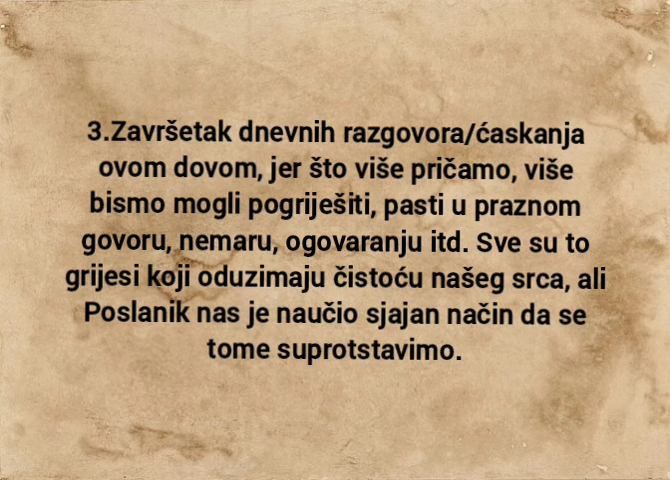 3.Završetak dnevnih razgovora/ćaskanja
ovom dovom, jer što više pričamo, više
bismo mogli pogriješiti, pasti u praznom
govoru, nemaru, ogovaranju itd. Sve su to
grijesi koji oduzimaju čistoću našeg srca, ali
Poslanik nas je naučio sjajan način da se
tome suprotstavimo.